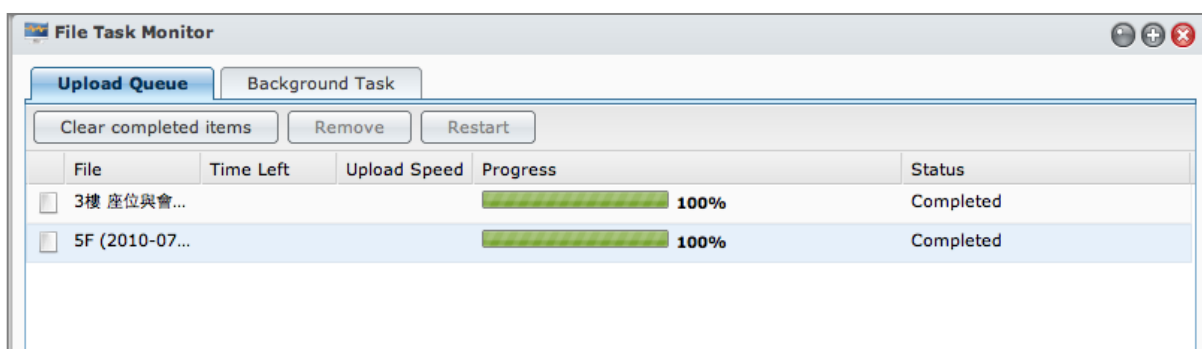 File Task Monitor
Upload Queue Background Task
Clear completed items Remove Restart
File Time Left Upload Speed Progress Status
3樓 座位與會... 100% Completed
5F (2010-07... 100% Completed